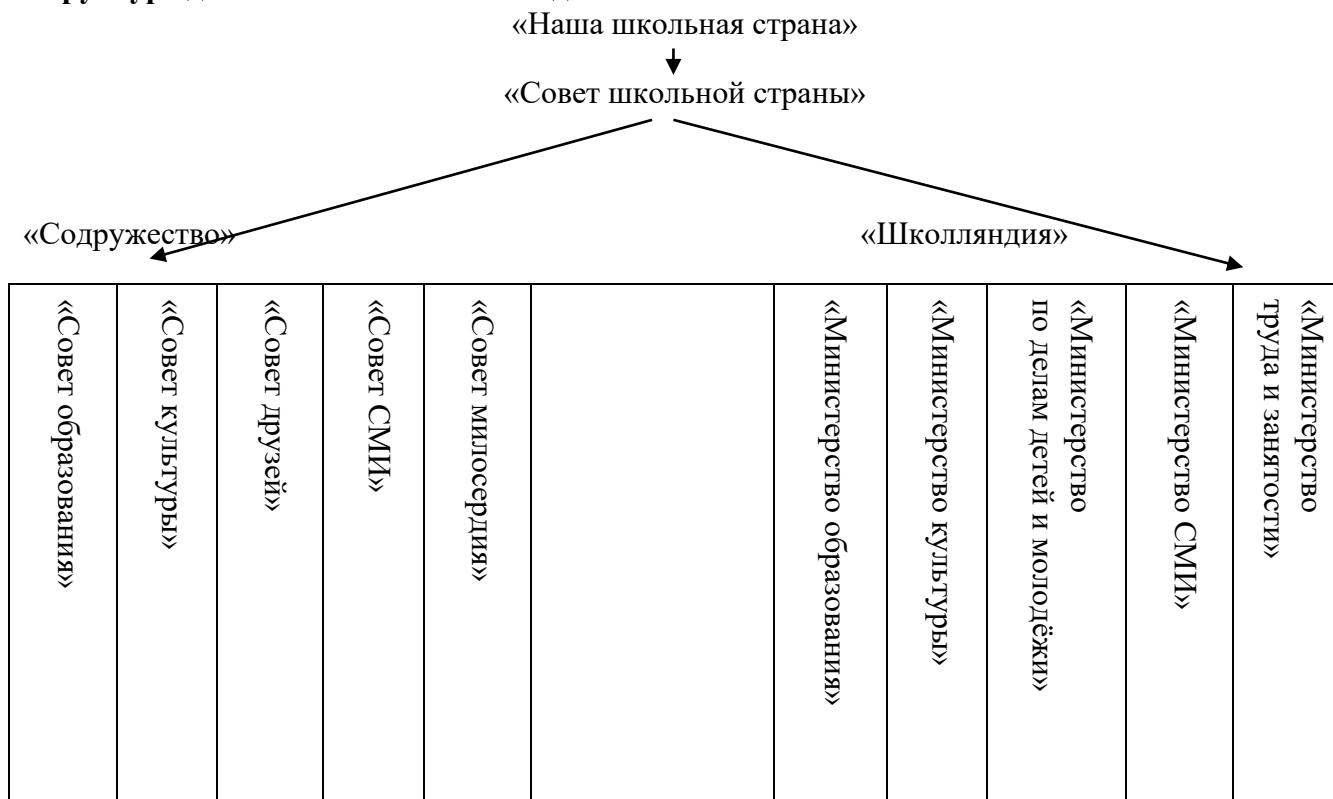 «Наша школьная страна»
«Совет школьной страны»
«Содружество»
«Школляндия»
«Совет образования»
«Совет культуры»
«Совет друзей»
«Совет СМИ»
«Совет милосердия»
«Министерство образования»
«Министерство культуры»
«Министерство
по делам детей и молодёжи»
«Министерство СМИ»
«Министерство
труда и занятости»